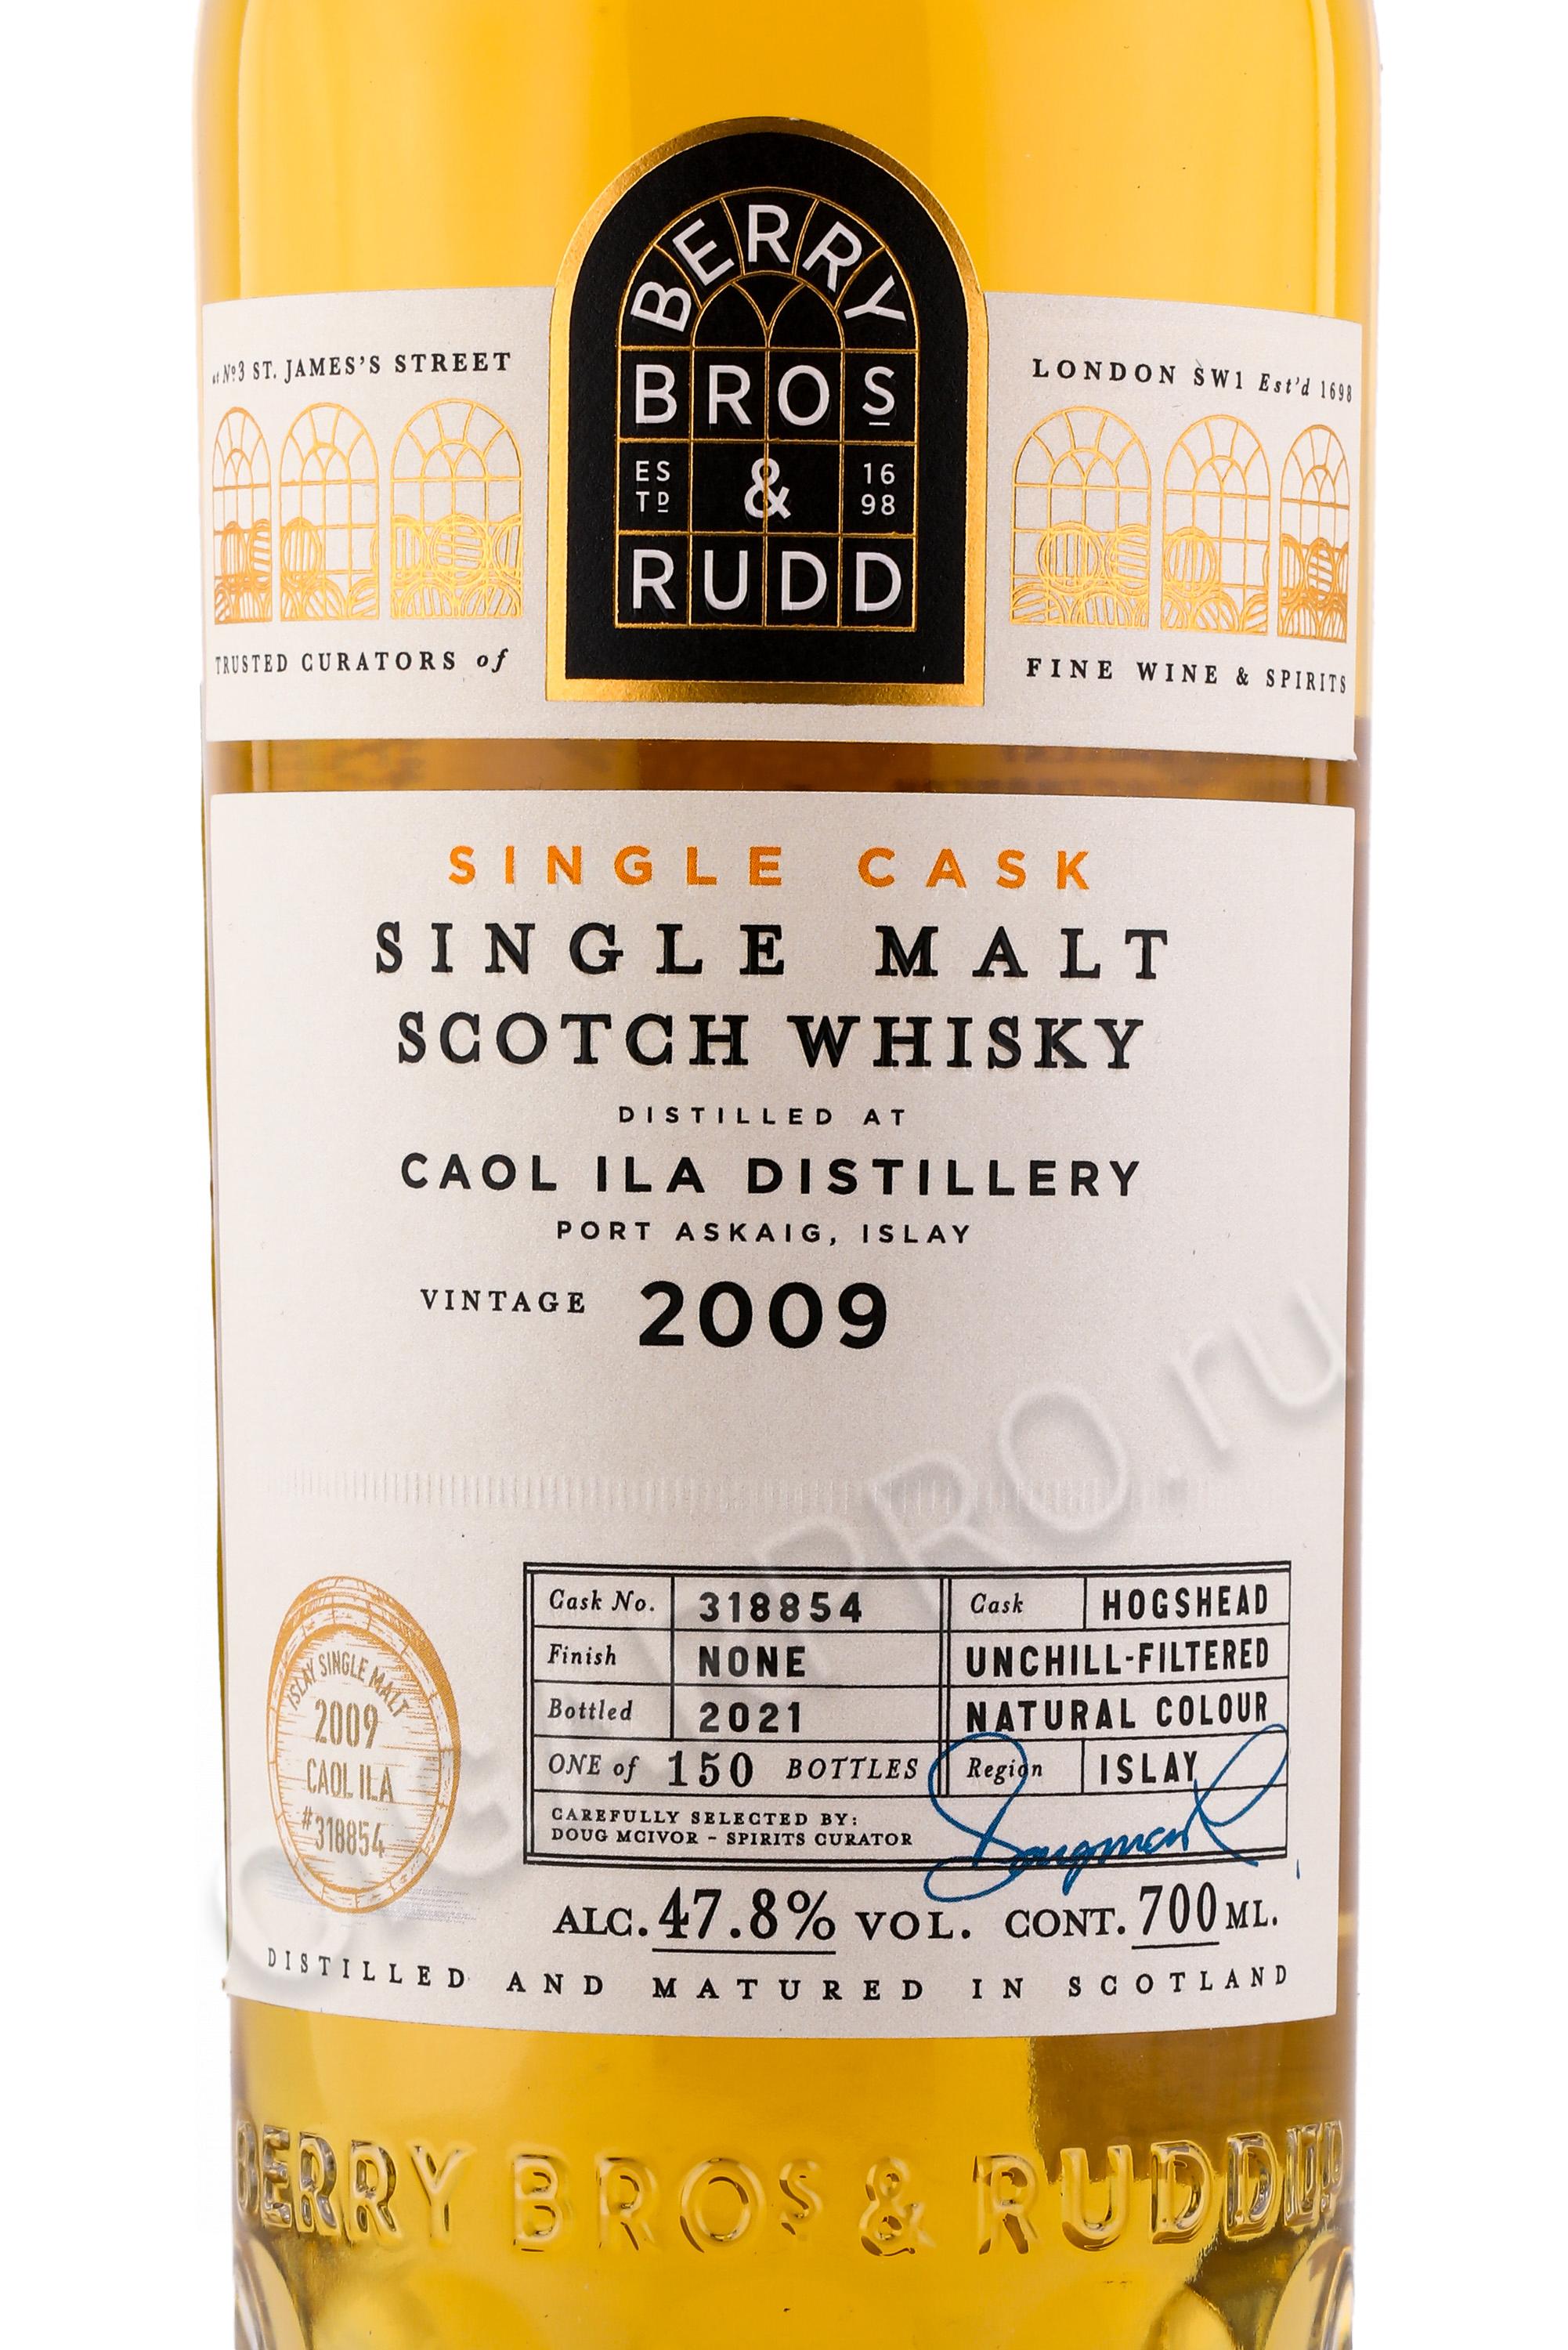 at Nº3 ST. JAMES'S STREET
LONDON SW1 Est'd 1698
BERRY
BROS
ES
TD
&
16
98
RUDD
TRUSTED CURATORS of
FINE WINE & SPIRITS
SINGLE CASK
SINGLE MALT
SCOTCH WHISKY
DISTILLED AT
CAOL ILA DISTILLERY
PORT ASKAIG, ISLAY
VINTAGE 2009
Cask No. 318854 Cask HOGSHEAD
Finish NONE UNCHILL-FILTERED
Bottled 2021 NATURAL COLOUR
ONE of 150 BOTTLES Region ISLAY
CAREFULLY SELECTED BY:
DOUG MCIVOR - SPIRITS CURATOR
ISLAY SINGLE MALT
2009
CAOL ILA
#318854
ALC. 47.8% VOL. CONT. 700 ML.
DISTILLED AND MATURED IN SCOTLAND
BERRY BROS & RUDD